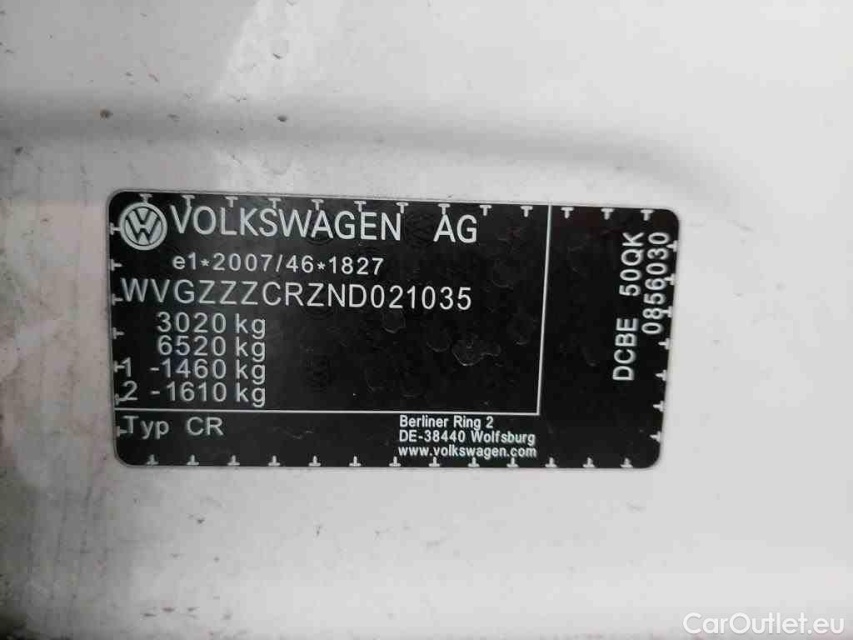 VOLKSWAGEN AG
e1*2007/46*1827
WVGZZZCRZND021035
3020 kg
6520 kg
1 -1460 kg
2 -1610 kg
Typ CR
Berliner Ring 2
DE-38440 Wolfsburg
www.volkswagen.com
DCBE 50QK
0856030
CarOutlet.eu